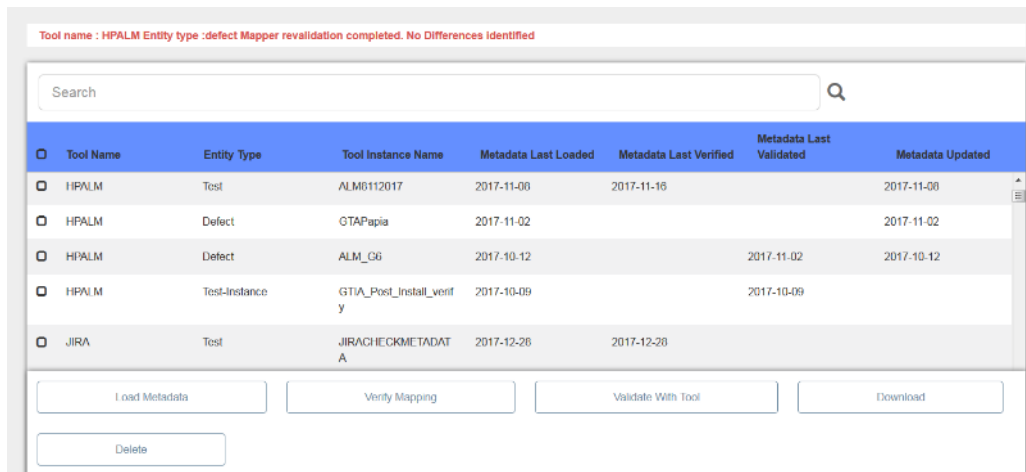 Tool name : HPALM Entity type :defect Mapper revalidation completed. No Differences identified
Search
Tool Name Entity Type Tool Instance Name Metadata Last Loaded Metadata Last Verified Metadata Last Validated Metadata Updated
HPALM Test ALM8112017 2017-11-08 2017-11-16 2017-11-08
HPALM Defect GTAPapia 2017-11-02 2017-11-02
HPALM Defect ALM_G6 2017-10-12 2017-11-02 2017-10-12
HPALM Test-Instance GTIA_Post_Install_verif 2017-10-09 2017-10-09
y
JIRA Test JIRACHECKMETADAT 2017-12-28 2017-12-28
A
Load Metadata Verify Mapping Validate With Tool Download
Delete